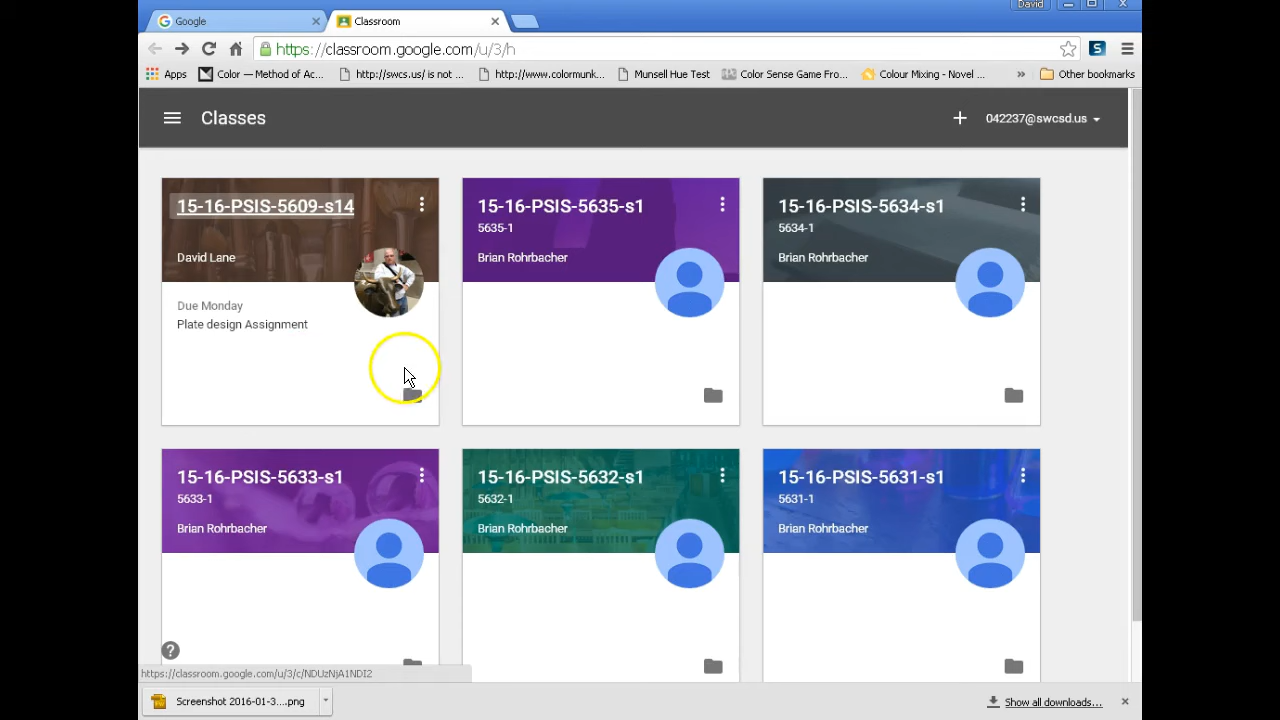 David
Google
Classroom
https://classroom.google.com/u/3/h
Apps
Color — Method of Ac...
http://swcs.us/ is not ...
http://www.colormunk...
Munsell Hue Test
Color Sense Game Fro...
Colour Mixing - Novel ...
»
Other bookmarks
Classes
042237@swcsd.us
15-16-PSIS-5609-s14
David Lane
Due Monday
Plate design Assignment
15-16-PSIS-5635-s1
5635-1
Brian Rohrbacher
15-16-PSIS-5634-s1
5634-1
Brian Rohrbacher
15-16-PSIS-5633-s1
5633-1
Brian Rohrbacher
15-16-PSIS-5632-s1
5632-1
Brian Rohrbacher
15-16-PSIS-5631-s1
5631-1
Brian Rohrbacher
?
https://classroom.google.com/u/3/c/NDUzNjA1NDI2
Screenshot 2016-01-3....png
Show all downloads...